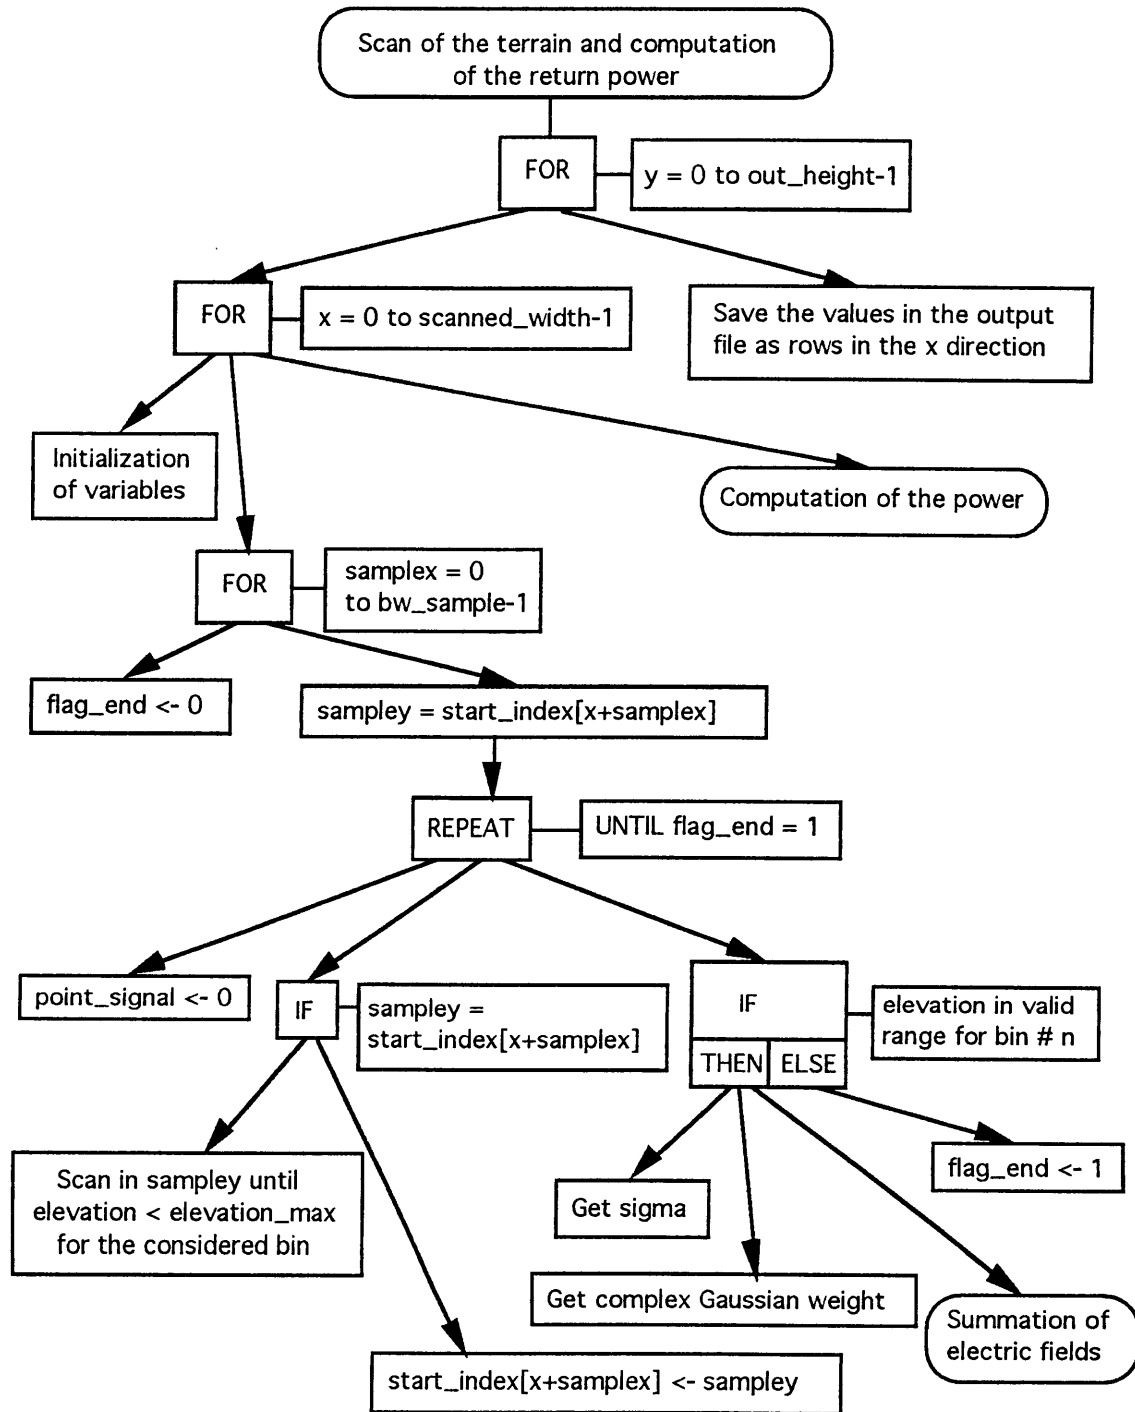 Scan of the terrain and computation
of the return power
FOR
y = 0 to out_height-1
FOR
x = 0 to scanned_width-1
Save the values in the output
file as rows in the x direction
Initialization
of variables
Computation of the power
FOR
samplex = 0
to bw_sample-1
flag_end <- 0
sampley = start_index[x+samplex]
REPEAT
UNTIL flag_end = 1
point_signal <- 0
IF
sampley =
start_index[x+samplex]
IF
THEN
ELSE
elevation in valid
range for bin # n
Scan in sampley until
elevation < elevation_max
for the considered bin
Get sigma
flag_end <- 1
Get complex Gaussian weight
Summation of
electric fields
start_index[x+samplex] <- sampley